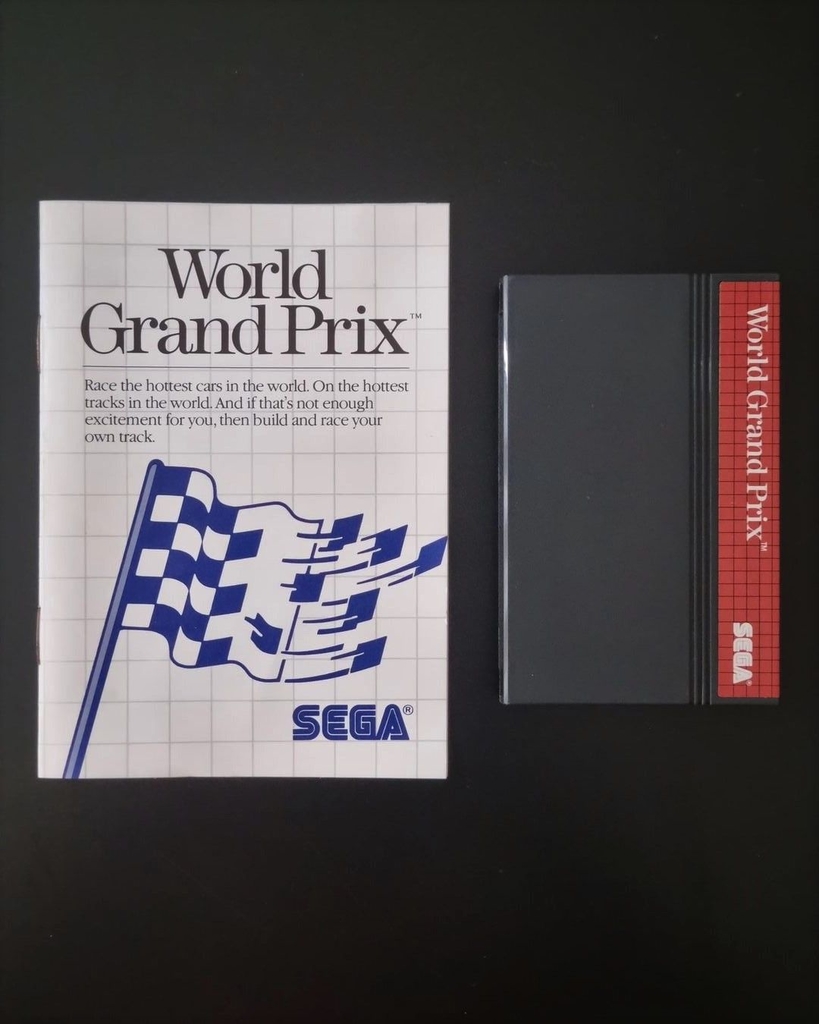 World
Grand Prix™
Race the hottest cars in the world. On the hottest
tracks in the world. And if that's not enough
excitement for you, then build and race your
own track.
SEGA®
World Grand Prix™
SEGA®